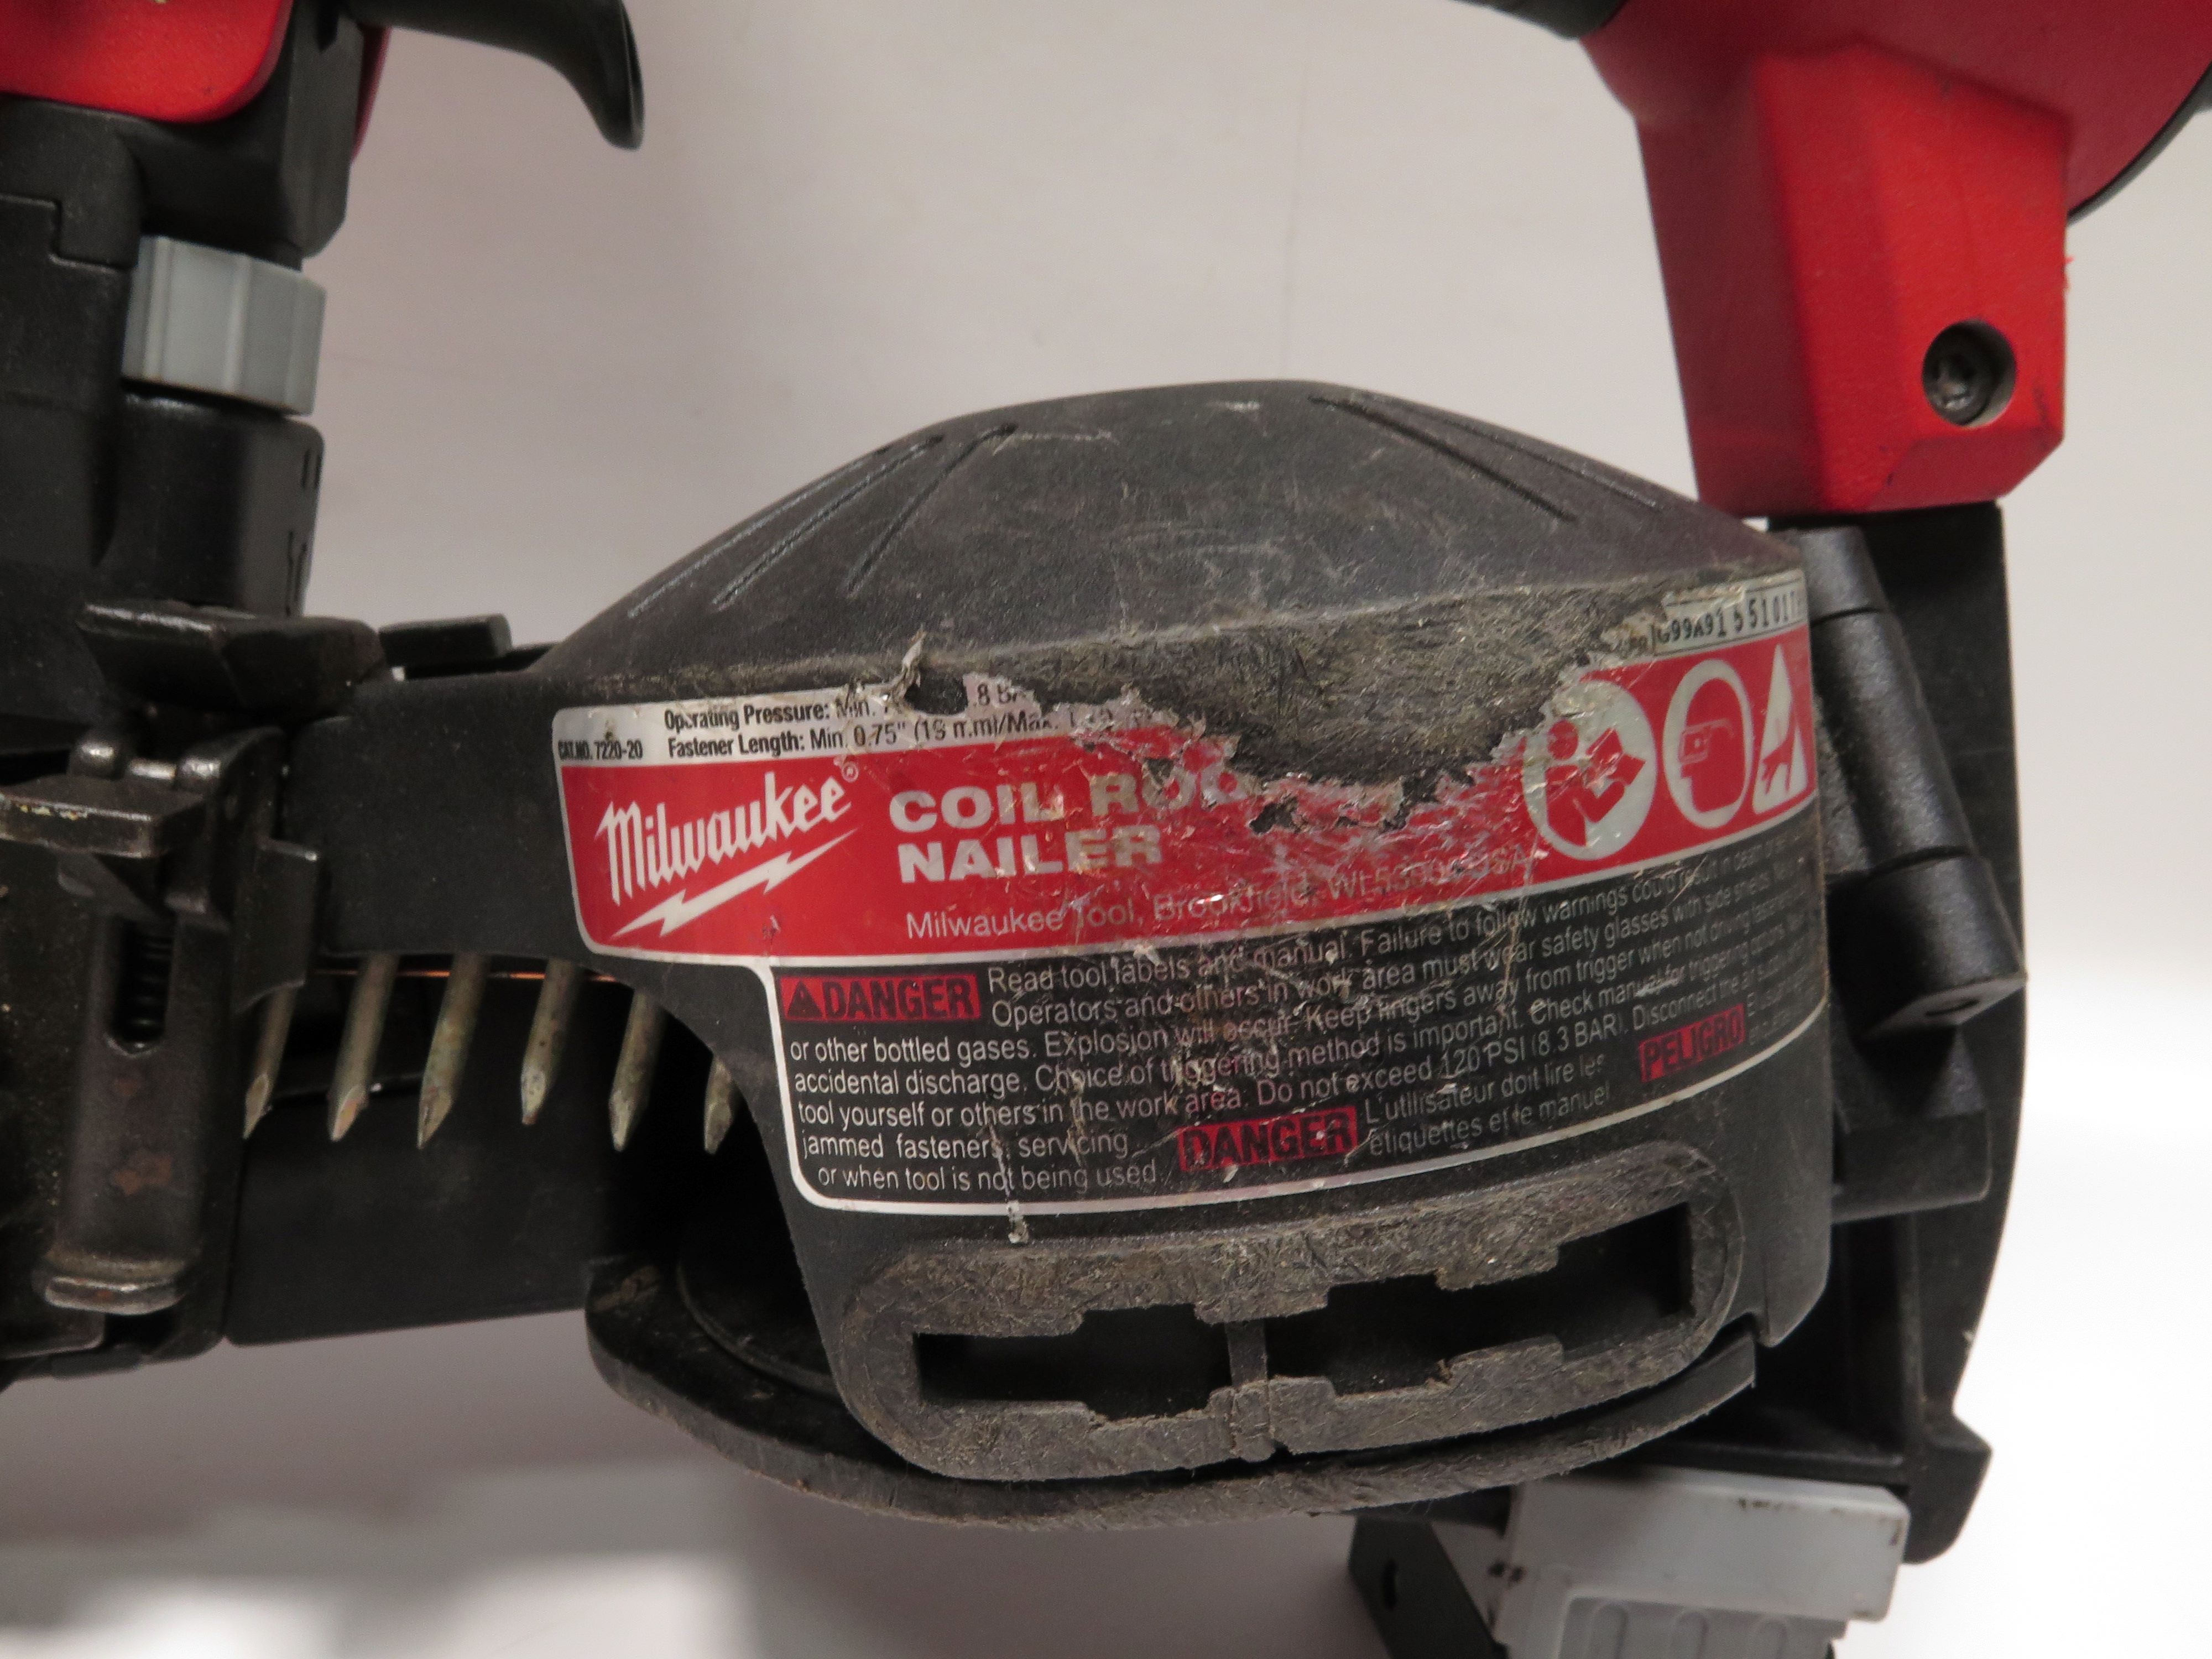 CAT.NO. 7220-20
Operating Pressure: Min.
Fastener Length: Min 0.75"
Milwaukee®
COIL
NAILER
Milwaukee Tool, Brookfield, WI
DANGER
Read tool labels and manual. Failure to follow warnings could result in
Operators and others in work area must wear safety glasses with side
or other bottled gases. Explosion will occur. Keep fingers away from trigger when not driving
accidental discharge. Choice of triggering method is important. Check manual for triggering options.
tool yourself or others in the work area. Do not exceed 120 PSI (8.3 BAR). Disconnect
jammed fasteners, servicing
or when tool is not being used.
DANGER
L'utilisateur doit lire les
étiquettes et le manuel
PELIGRO